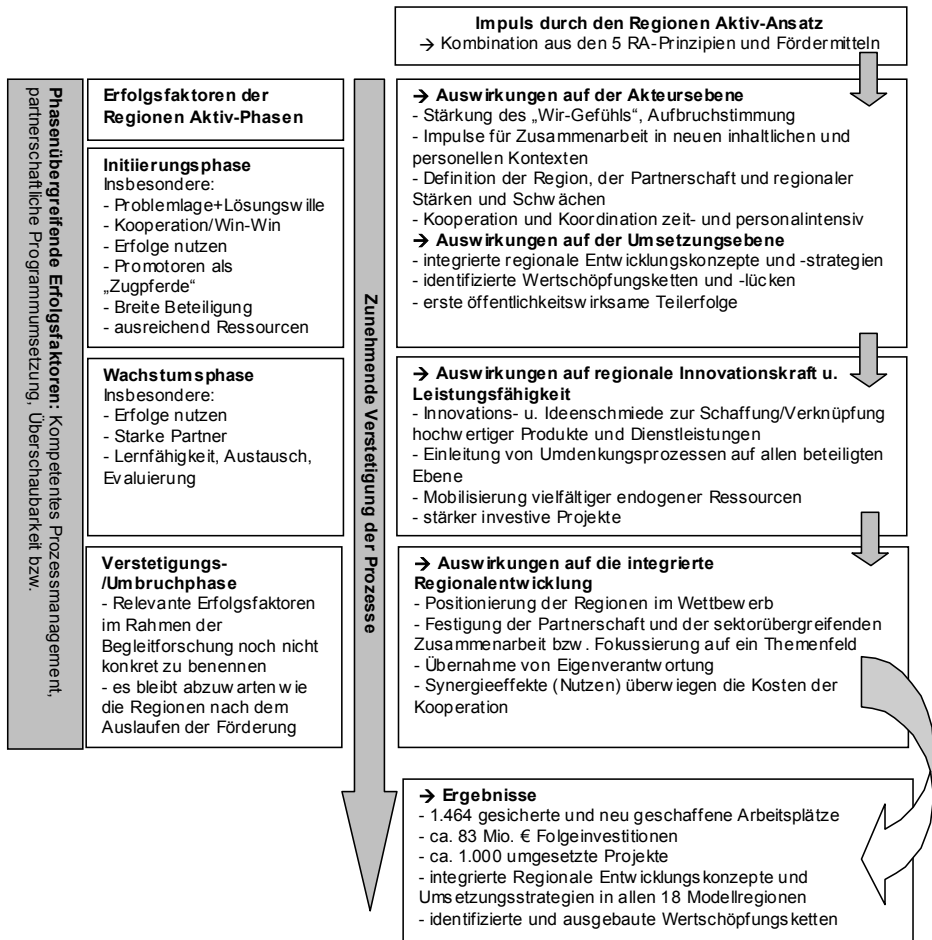 Impuls durch den Regionen Aktiv-Ansatz
→ Kombination aus den 5 RA-Prinzipien und Fördermitteln
Phasenübergreifende Erfolgsfaktoren: Kompetentes Prozessmanagement,
partnerschaftliche Programmumsetzung, Überschaubarkeit bzw.
Erfolgsfaktoren der
Regionen Aktiv-Phasen
Initiierungsphase
Insbesondere:
- Problemlage+Lösungswille
- Kooperation/Win-Win
- Erfolge nutzen
- Promotoren als
„Zugpferde“
- Breite Beteiligung
- ausreichend Ressourcen
Wachstumsphase
Insbesondere:
- Erfolge nutzen
- Starke Partner
- Lernfähigkeit, Austausch,
Evaluierung
Verstetigungs-
/Umbruchphase
- Relevante Erfolgsfaktoren
im Rahmen der
Begleitforschung noch nicht
konkret zu benennen
- es bleibt abzuwarten wie
die Regionen nach dem
Auslaufen der Förderung
Zunehmende Verstetigung der Prozesse
→ Auswirkungen auf der Akteursebene
- Stärkung des „Wir-Gefühls“, Aufbruchstimmung
- Impulse für Zusammenarbeit in neuen inhaltlichen und
personellen Kontexten
- Definition der Region, der Partnerschaft und regionaler
Stärken und Schwächen
- Kooperation und Koordination zeit- und personalintensiv
→ Auswirkungen auf der Umsetzungsebene
- integrierte regionale Entwicklungskonzepte und -strategien
- identifizierte Wertschöpfungsketten und -lücken
- erste öffentlichkeitswirksame Teilerfolge
→ Auswirkungen auf regionale Innovationskraft u.
Leistungsfähigkeit
- Innovations- u. Ideenschmiede zur Schaffung/Verknüpfung
hochwertiger Produkte und Dienstleistungen
- Einleitung von Umdenkungsprozessen auf allen beteiligten
Ebene
- Mobilisierung vielfältiger endogener Ressourcen
- stärker investive Projekte
→ Auswirkungen auf die integrierte
Regionalentwicklung
- Positionierung der Regionen im Wettbewerb
- Festigung der Partnerschaft und der sektorübergreifenden
Zusammenarbeit bzw. Fokussierung auf ein Themenfeld
- Übernahme von Eigenverantwortung
- Synergieeffekte (Nutzen) überwiegen die Kosten der
Kooperation
→ Ergebnisse
- 1.464 gesicherte und neu geschaffene Arbeitsplätze
- ca. 83 Mio. € Folgeinvestitionen
- ca. 1.000 umgesetzte Projekte
- integrierte Regionale Entwicklungskonzepte und
Umsetzungsstrategien in allen 18 Modellregionen
- identifizierte und ausgebaute Wertschöpfungsketten